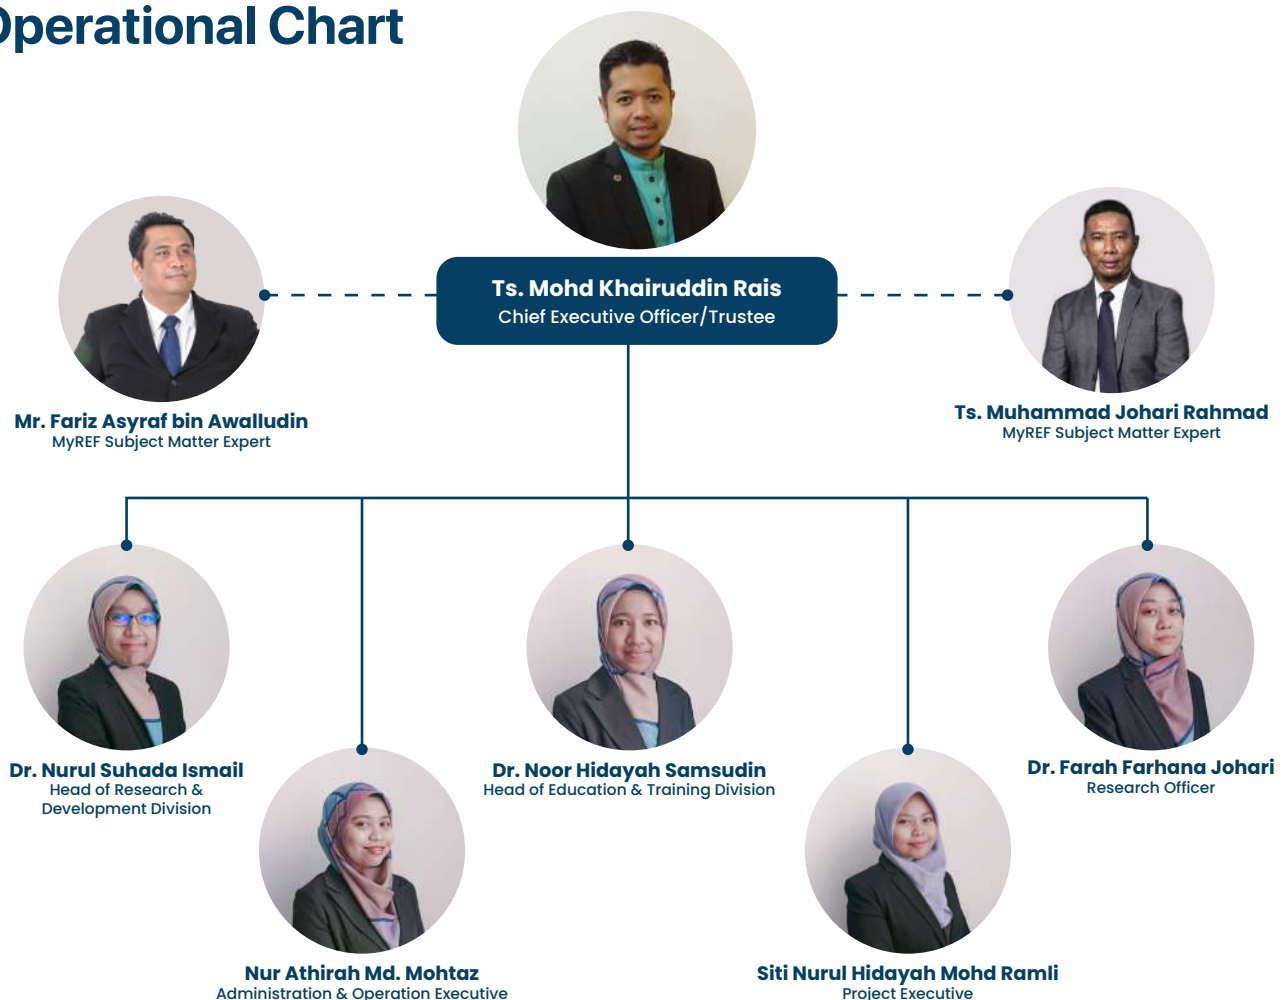 Operational Chart
Ts. Mohd Khairuddin Rais
Chief Executive Officer/Trustee
Mr. Fariz Asyraf bin Awalludin
MyREF Subject Matter Expert
Ts. Muhammad Johari Rahmad
MyREF Subject Matter Expert
Dr. Nurul Suhada Ismail
Head of Research &
Development Division
Dr. Noor Hidayah Samsudin
Head of Education & Training Division
Dr. Farah Farhana Johari
Research Officer
Nur Athirah Md. Mohtaz
Administration & Operation Executive
Siti Nurul Hidayah Mohd Ramli
Project Executive